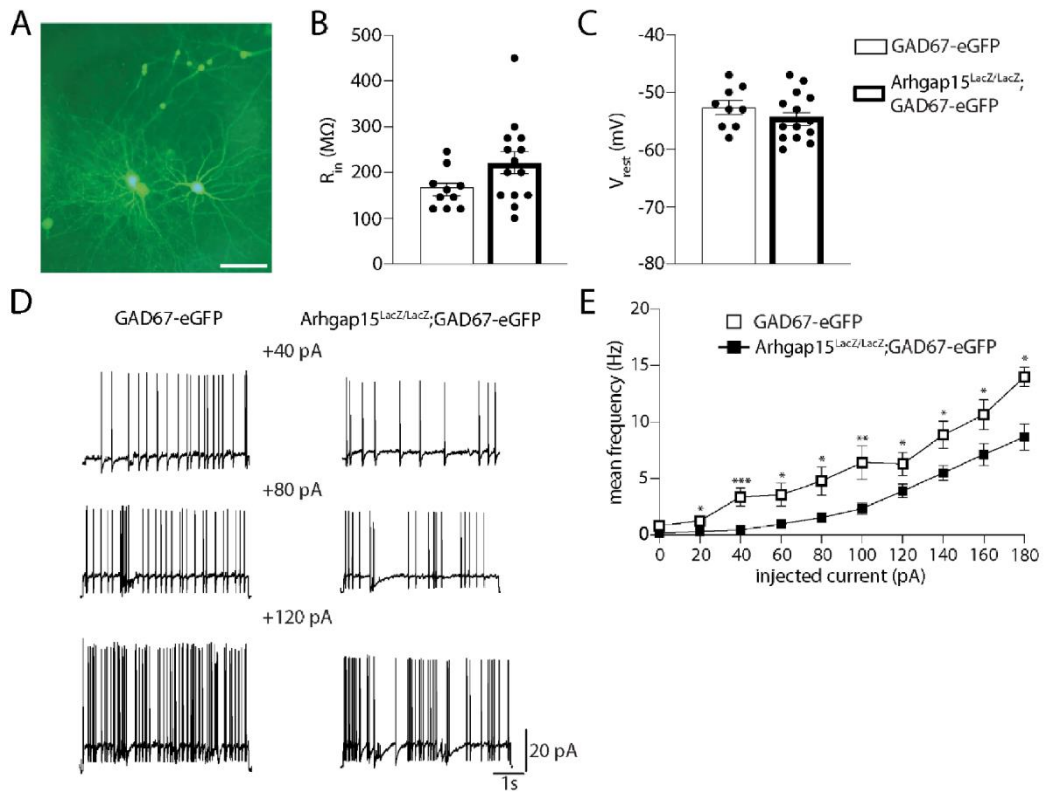 A
B
500
400
300
200
100
0
R_in (MΩ)
C
-40
-50
-60
-70
-80
V_rest (mV)
GAD67-eGFP
Arhgap15^LacZ/LacZ;
GAD67-eGFP
D
GAD67-eGFP
Arhgap15^LacZ/LacZ;GAD67-eGFP
+40 pA
+80 pA
+120 pA
20 pA
1s
E
20
15
10
5
0
mean frequency (Hz)
GAD67-eGFP
Arhgap15^LacZ/LacZ;GAD67-eGFP
* *** * * ** * * * *
0 20 40 60 80 100 120 140 160 180
injected current (pA)